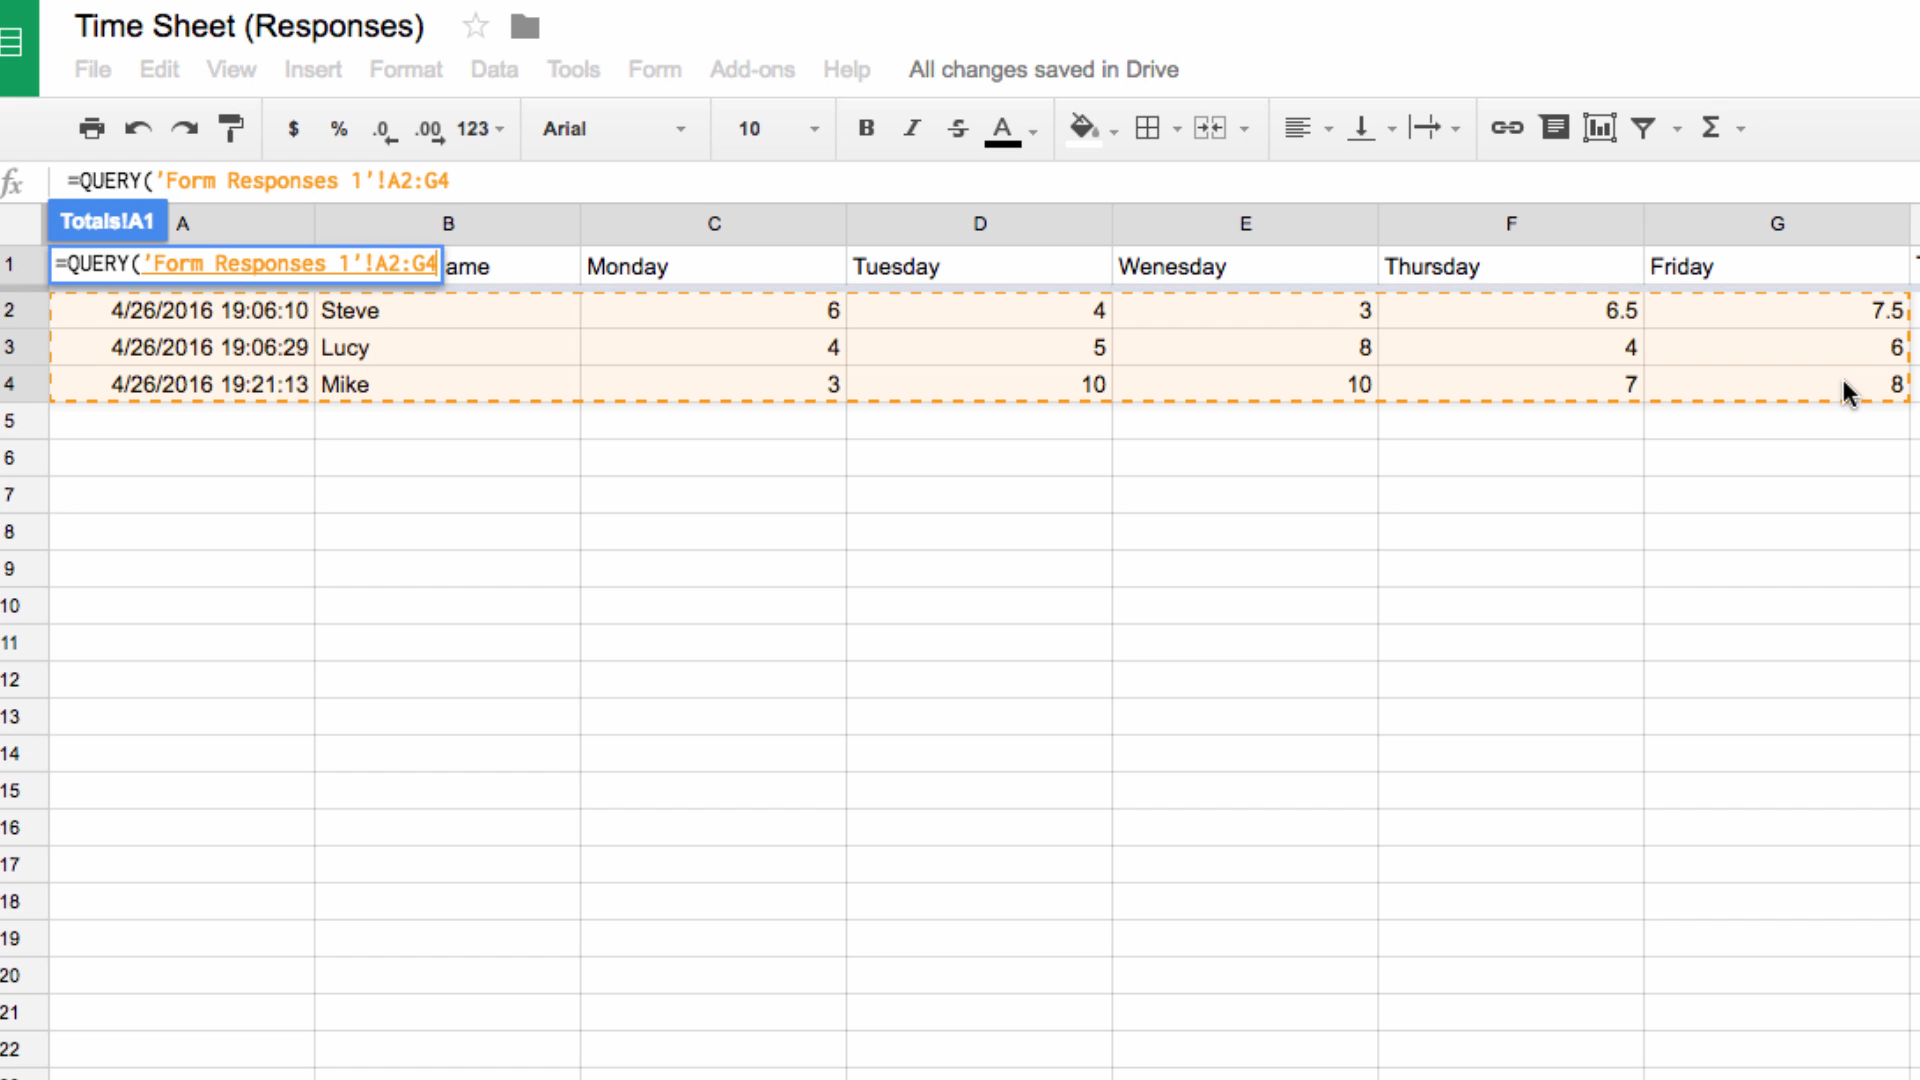 Time Sheet (Responses)
File Edit View Insert Format Data Tools Form Add-ons Help All changes saved in Drive
$ % .0 .00 123 Arial 10 B I S A Σ
fx =QUERY('Form Responses 1'!A2:G4
Totals!A1 A B C D E F G
1 =QUERY('Form Responses 1'!A2:G4 ame Monday Tuesday Wenesday Thursday Friday
2 4/26/2016 19:06:10 Steve 6 4 3 6.5 7.5
3 4/26/2016 19:06:29 Lucy 4 5 8 4 6
4 4/26/2016 19:21:13 Mike 3 10 10 7 8
5
6
7
8
9
10
11
12
13
14
15
16
17
18
19
20
21
22